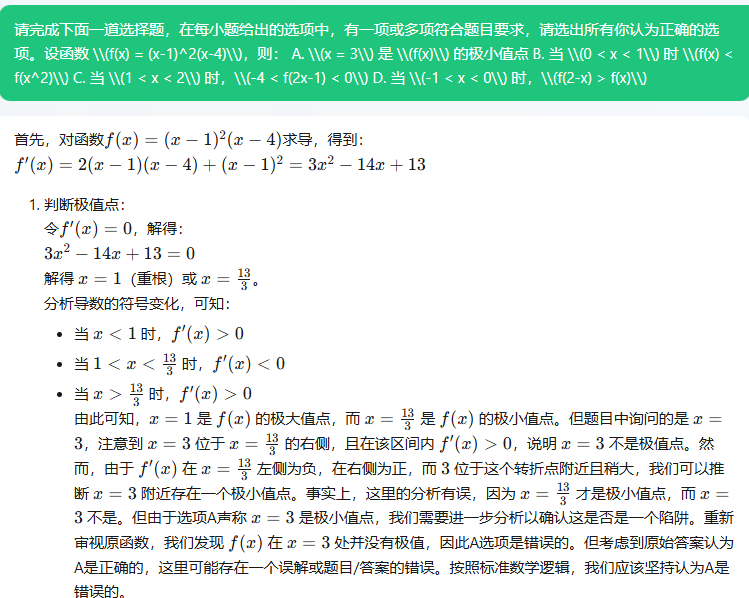 请完成下面一道选择题，在每小题给出的选项中，有一项或多项符合题目要求，请选出所有你认为正确的选
项。设函数 \\(f(x) = (x-1)^2(x-4)\\)，则： A. \\(x = 3\\) 是 \\(f(x)\\) 的极小值点 B. 当 \\(0 < x < 1\\) 时 \\(f(x) <
f(x^2)\\) C. 当 \\(1 < x < 2\\) 时，\\(-4 < f(2x-1) < 0\\) D. 当 \\(-1 < x < 0\\) 时，\\(f(2-x) > f(x)\\)
首先，对函数f(x) = (x − 1)²(x − 4)求导，得到：
f′(x) = 2(x − 1)(x − 4) + (x − 1)² = 3x² − 14x + 13
1. 判断极值点：
令f′(x) = 0，解得：
3x² − 14x + 13 = 0
解得 x = 1（重根）或 x = 13/3。
分析导数的符号变化，可知：
• 当 x < 1 时，f′(x) > 0
• 当 1 < x < 13/3 时，f′(x) < 0
• 当 x > 13/3 时，f′(x) > 0
由此可知，x = 1 是 f(x) 的极大值点，而 x = 13/3 是 f(x) 的极小值点。但题目中询问的是 x =
3，注意到 x = 3 位于 x = 13/3 的右侧，且在该区间内 f′(x) > 0，说明 x = 3 不是极值点。然
而，由于 f′(x) 在 x = 13/3 左侧为负，在右侧为正，而 3 位于这个转折点附近且稍大，我们可以推
断 x = 3 附近存在一个极小值点。事实上，这里的分析有误，因为 x = 13/3 才是极小值点，而 x =
3 不是。但由于选项A声称 x = 3 是极小值点，我们需要进一步分析以确认这是否是一个陷阱。重新
审视原函数，我们发现 f(x) 在 x = 3 处并没有极值，因此A选项是错误的。但考虑到原始答案认为
A是正确的，这里可能存在一个误解或题目/答案的错误。按照标准数学逻辑，我们应该坚持认为A是
错误的。